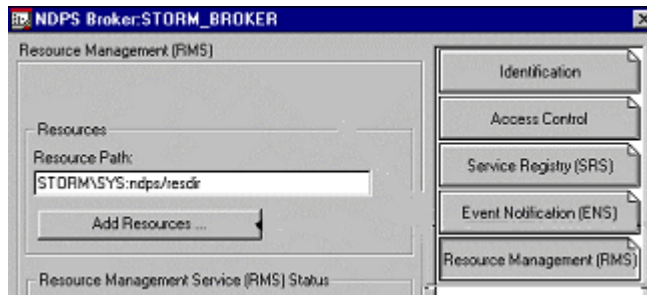 NDPS Broker:STORM_BROKER
Resource Management (RMS)
Resources
Resource Path:
STORM\SYS:ndps/resdir
Add Resources ...
Resource Management Service (RMS) Status
Identification
Access Control
Service Registry (SRS)
Event Notification (ENS)
Resource Management (RMS)